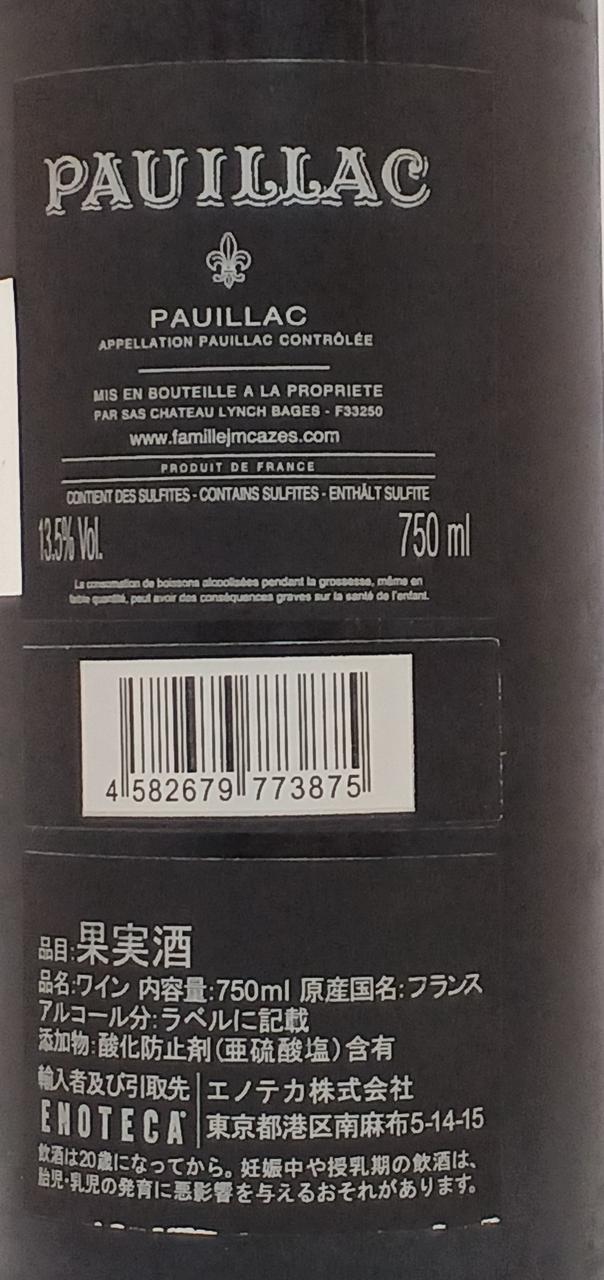 PAUILLAC
PAUILLAC
APPELLATION PAUILLAC CONTRÔLÉE
MIS EN BOUTEILLE A LA PROPRIETE
PAR SAS CHATEAU LYNCH BAGES - F33250
www.famillejmcazes.com
PRODUIT DE FRANCE
CONTIENT DES SULFITES - CONTAINS SULFITES - ENTHÄLT SULFITE
13.5% Vol. 750 ml
La consommation de boissons alcoolisées pendant la grossesse, même en
faible quantité, peut avoir des conséquences graves sur la santé de l'enfant.
4 582679 773875
品目:果実酒
品名:ワイン 内容量:750ml 原産国名:フランス
アルコール分:ラベルに記載
添加物:酸化防止剤(亜硫酸塩)含有
輸入者及び引取先 エノテカ株式会社
ENOTECA 東京都港区南麻布5-14-15
飲酒は20歳になってから。妊娠中や授乳期の飲酒は、
胎児・乳児の発育に悪影響を与えるおそれがあります。